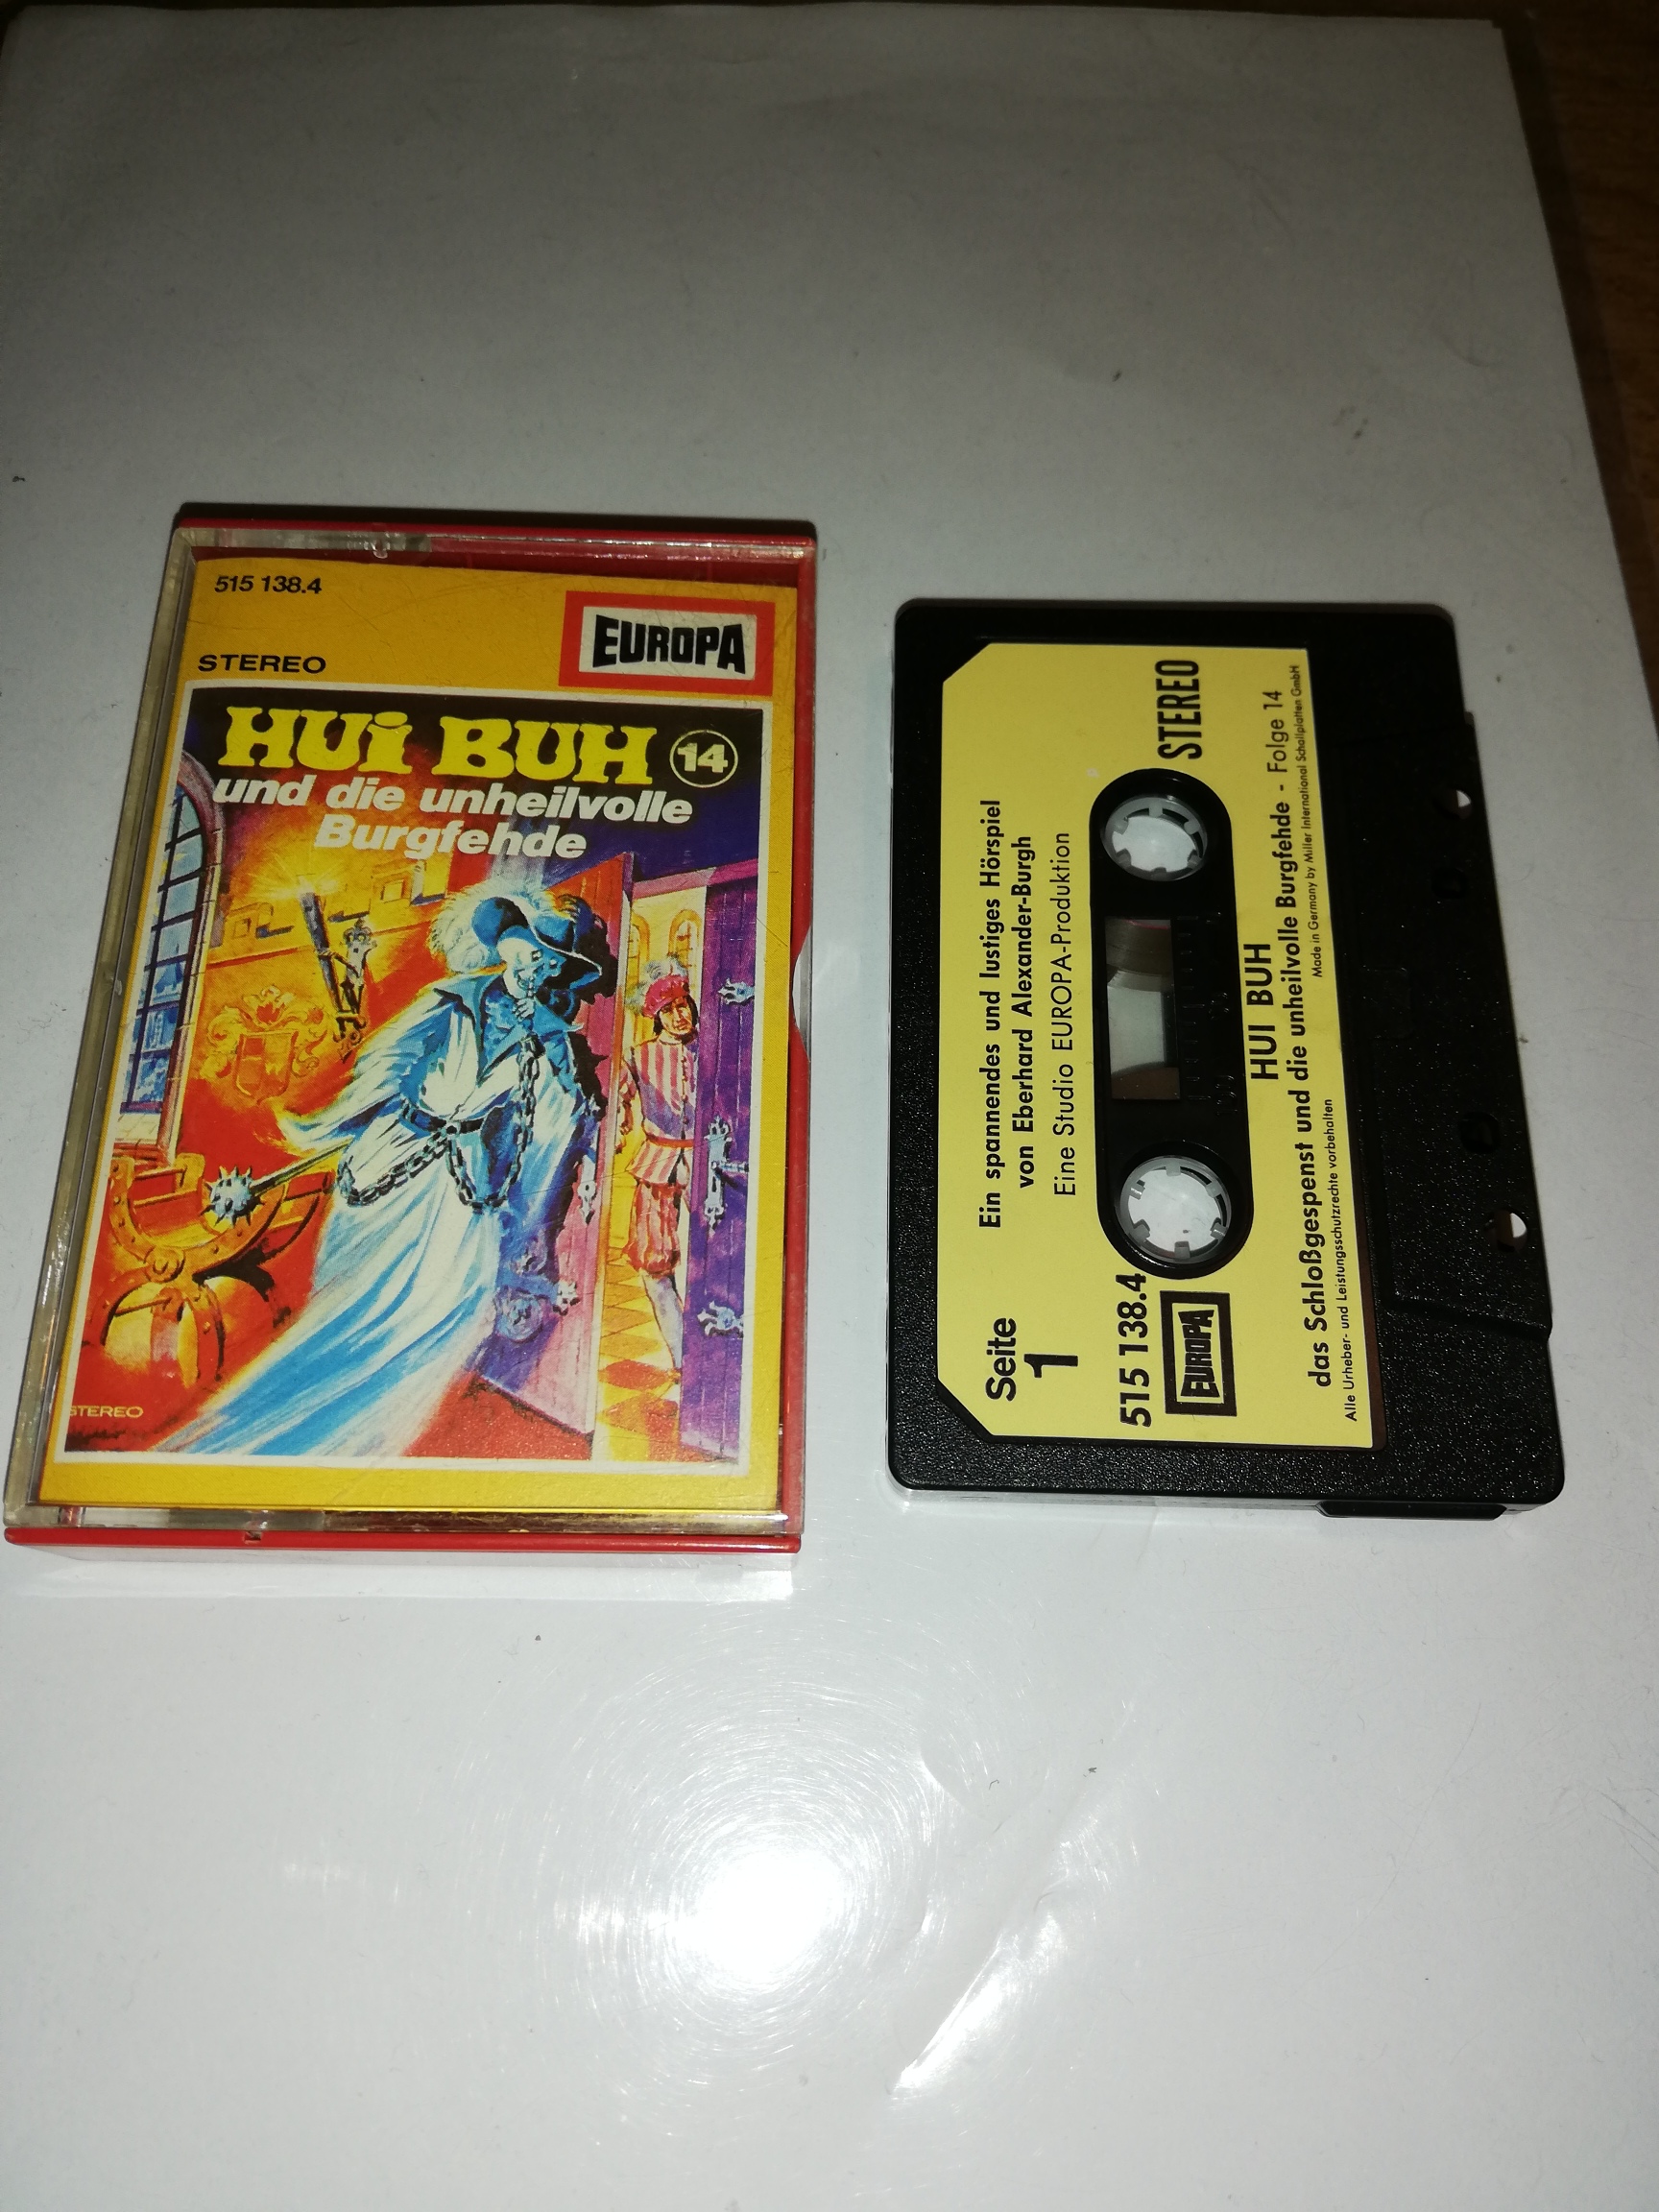 515 138.4
EUROPA
STEREO
HUi BUH 14
und die unheilvolle
Burgfehde
STEREO
Seite
1
Ein spannendes und lustiges Hörspiel
von Eberhard Alexander-Burgh
Eine Studio EUROPA-Produktion
515 138.4
STEREO
EUROPA
HUI BUH
das Schloßgespenst und die unheilvolle Burgfehde - Folge 14
Alle Urheber- und Leistungsschutzrechte vorbehalten
Made in Germany by Miller International Schallplatten GmbH